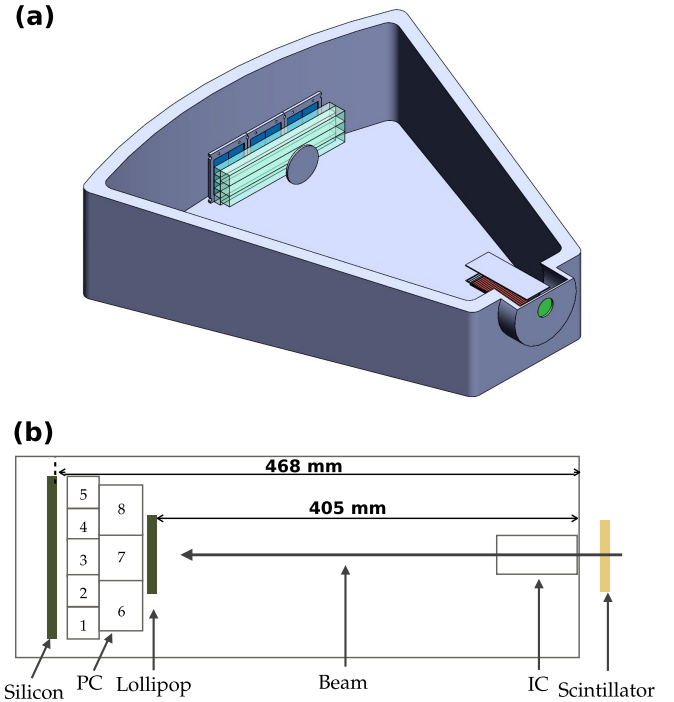 (a)
(b)
468 mm
405 mm
5
4
3
2
1
8
7
6
Silicon
PC
Lollipop
Beam
IC
Scintillator